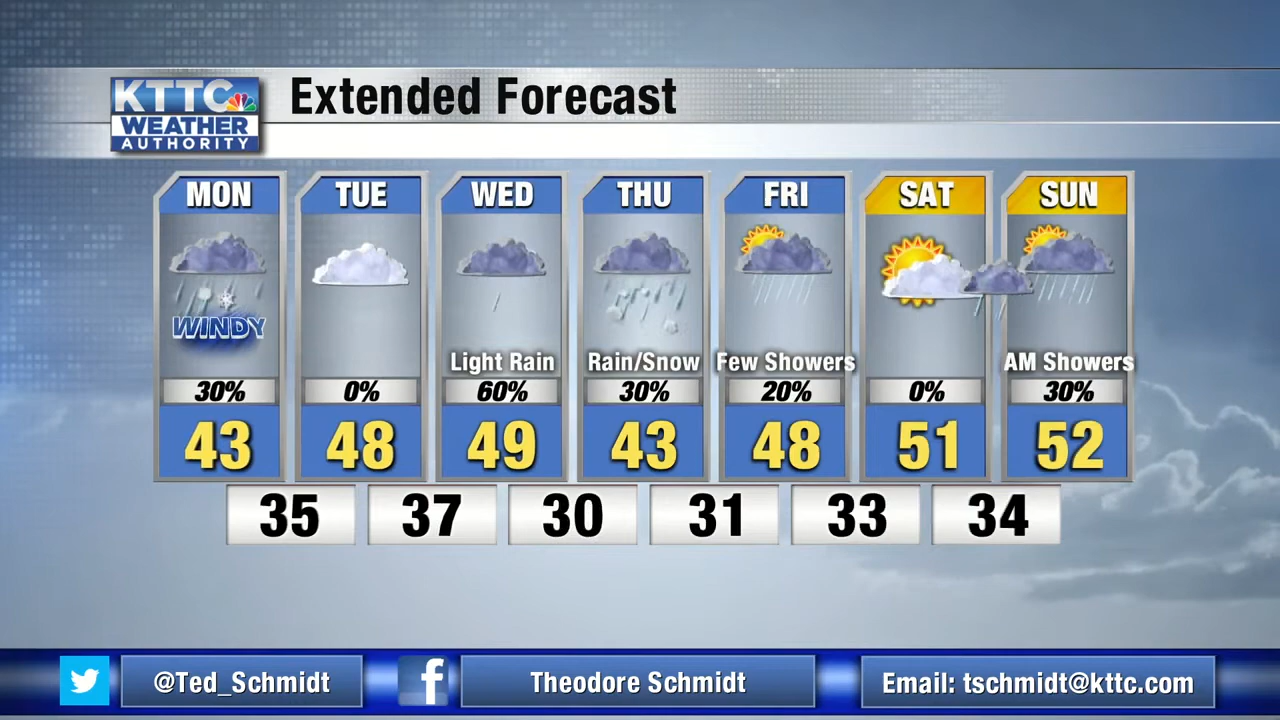 KTTC
WEATHER
AUTHORITY
Extended Forecast
MON TUE WED THU FRI SAT SUN
WINDY
Light Rain Rain/Snow Few Showers AM Showers
30% 0% 60% 30% 20% 0% 30%
43 48 49 43 48 51 52
35 37 30 31 33 34
@Ted_Schmidt f Theodore Schmidt Email: tschmidt@kttc.com